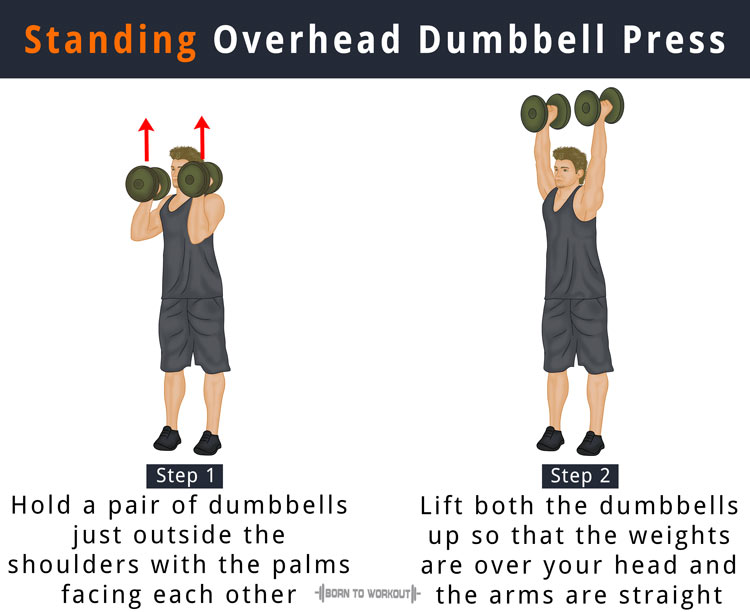 Standing Overhead Dumbbell Press
Step 1
Hold a pair of dumbbells
just outside the
shoulders with the palms
facing each other
BORN TO WORKOUT
Step 2
Lift both the dumbbells
up so that the weights
are over your head and
the arms are straight